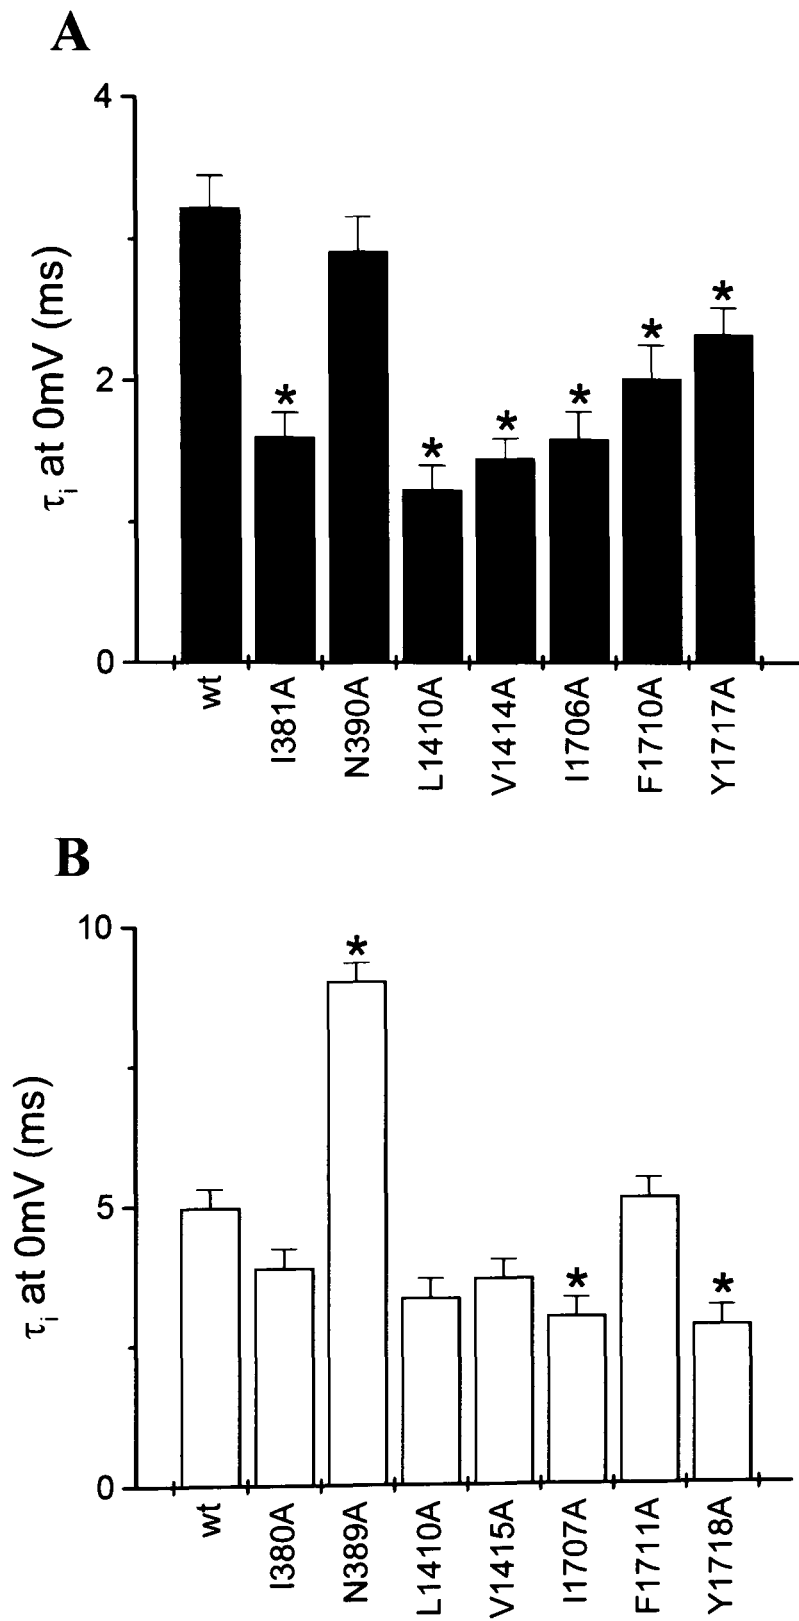 A
4
2
0
τi at 0mV (ms)
*
*
*
*
*
*
wt
I381A
N390A
L1410A
V1414A
I1706A
F1710A
Y1717A
B
10
5
0
τi at 0mV (ms)
*
*
*
wt
I380A
N389A
L1410A
V1415A
I1707A
F1711A
Y1718A